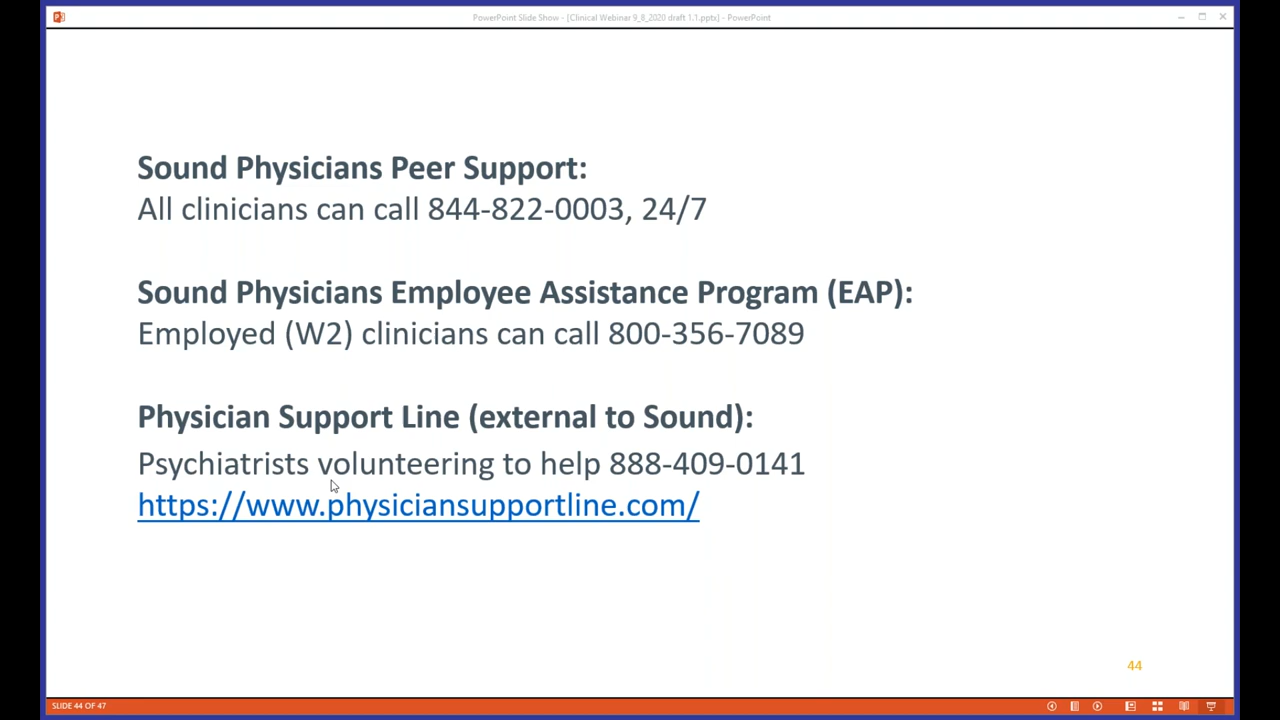 PowerPoint Slide Show - [Clinical Webinar 9_8_2020 draft 1.1.pptx] - PowerPoint
Sound Physicians Peer Support:
All clinicians can call 844-822-0003, 24/7
Sound Physicians Employee Assistance Program (EAP):
Employed (W2) clinicians can call 800-356-7089
Physician Support Line (external to Sound):
Psychiatrists volunteering to help 888-409-0141
https://www.physiciansupportline.com/
44
SLIDE 44 OF 47